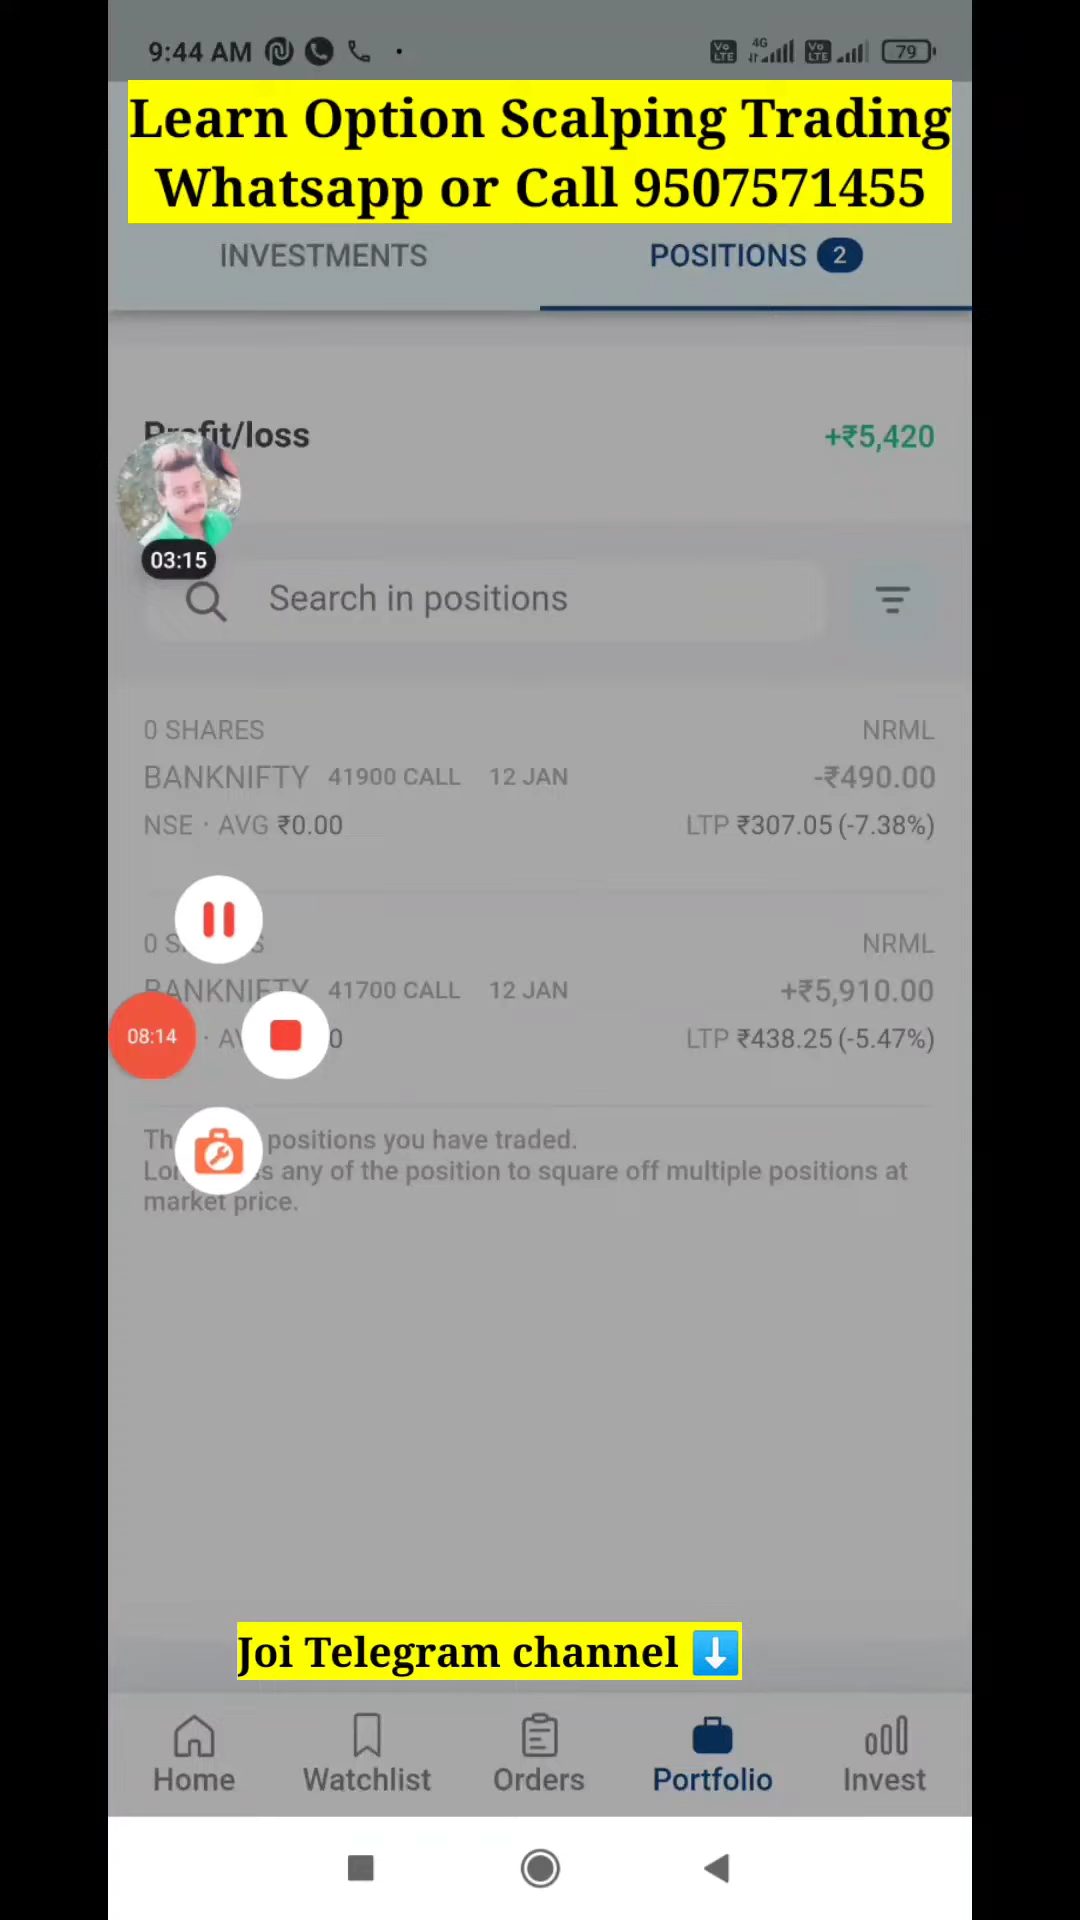 9:44 AM
79
Learn Option Scalping Trading
Whatsapp or Call 9507571455
INVESTMENTS
POSITIONS 2
Profit/loss
+₹5,420
03:15
Search in positions
0 SHARES
NRML
BANKNIFTY 41900 CALL 12 JAN
-₹490.00
NSE · AVG ₹0.00
LTP ₹307.05 (-7.38%)
NRML
BANKNIFTY 41700 CALL 12 JAN
+₹5,910.00
08:14
LTP ₹438.25 (-5.47%)
positions you have traded.
any of the position to square off multiple positions at
market price.
Joi Telegram channel ⬇️
Home
Watchlist
Orders
Portfolio
Invest